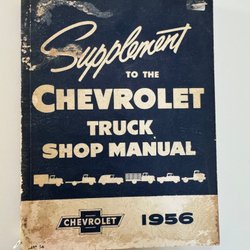 Supplement
TO THE
CHEVROLET
TRUCK
SHOP MANUAL
CHEVROLET
1956